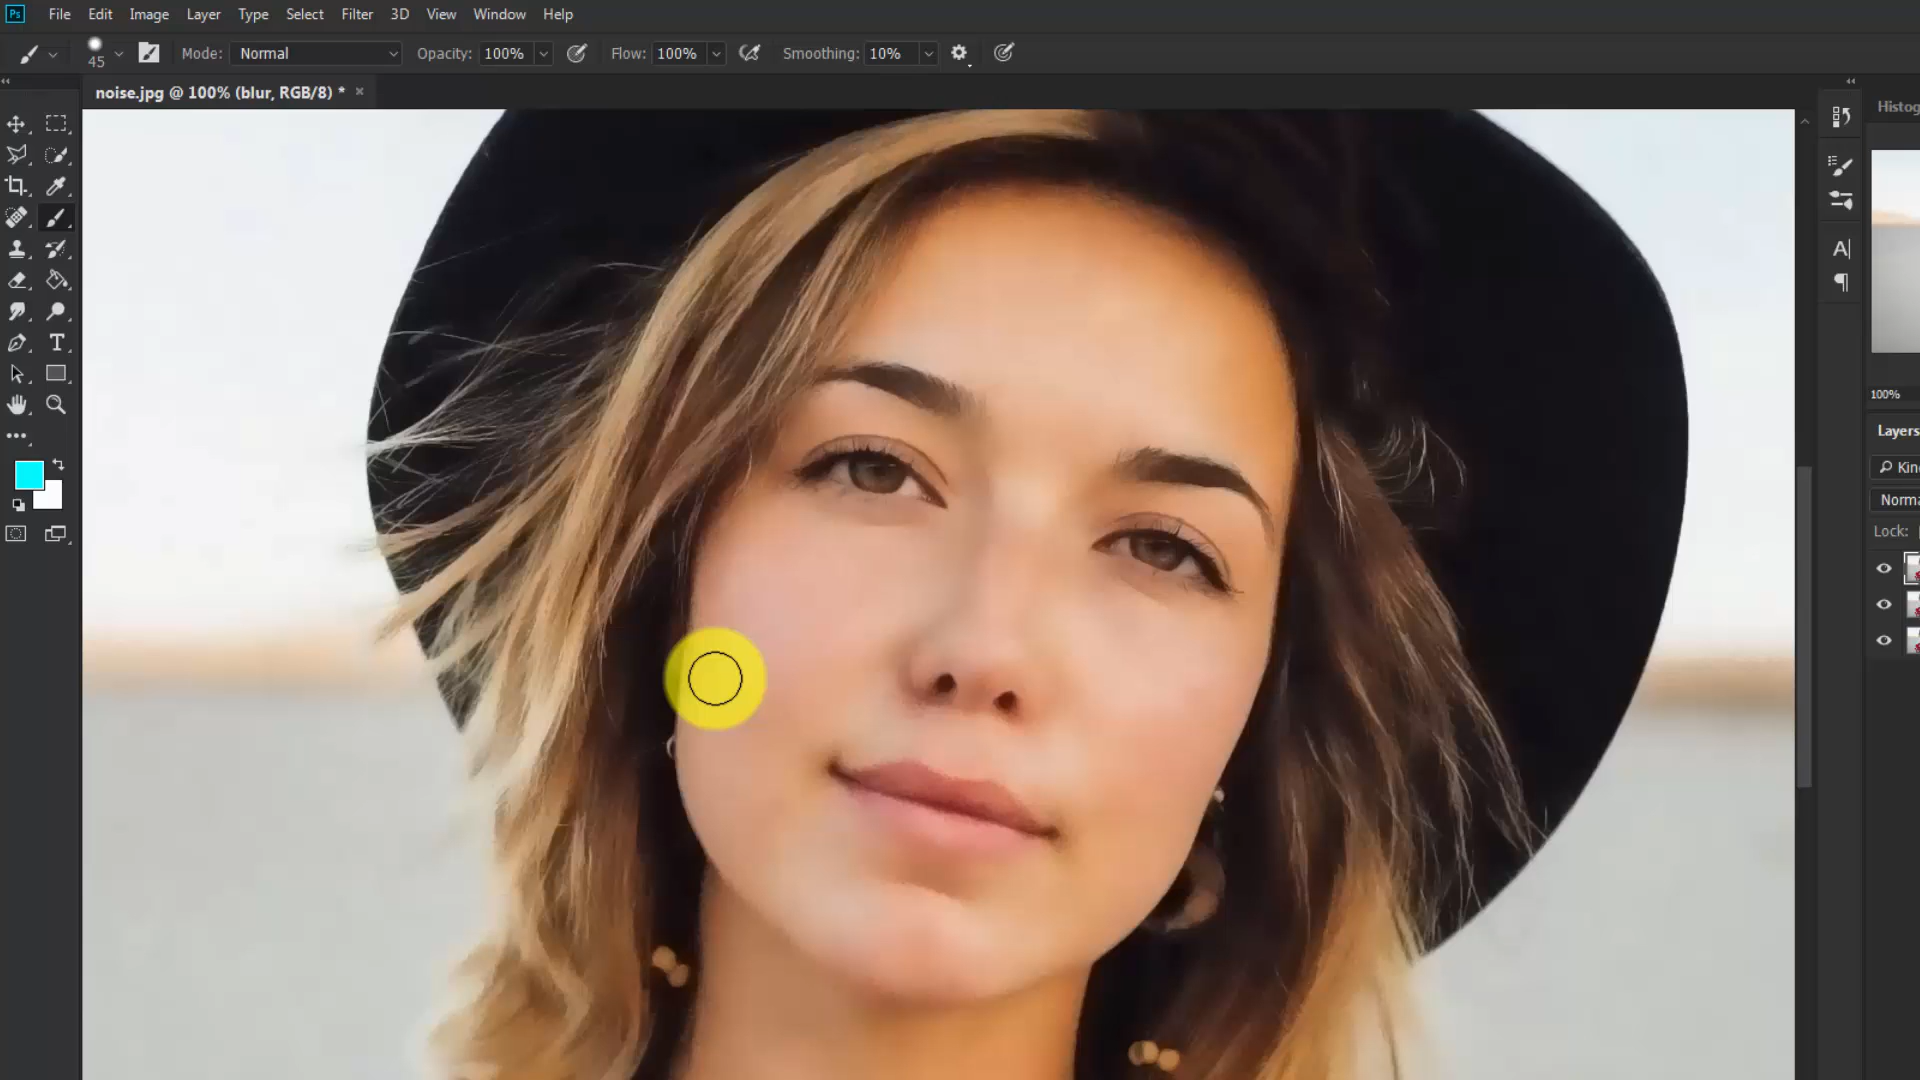 Ps File Edit Image Layer Type Select Filter 3D View Window Help
45 Mode: Normal Opacity: 100% Flow: 100% Smoothing: 10%
noise.jpg @ 100% (blur, RGB/8) * ×
Histog
T
A|
¶
100%
Layers
Kin
Norma
Lock: